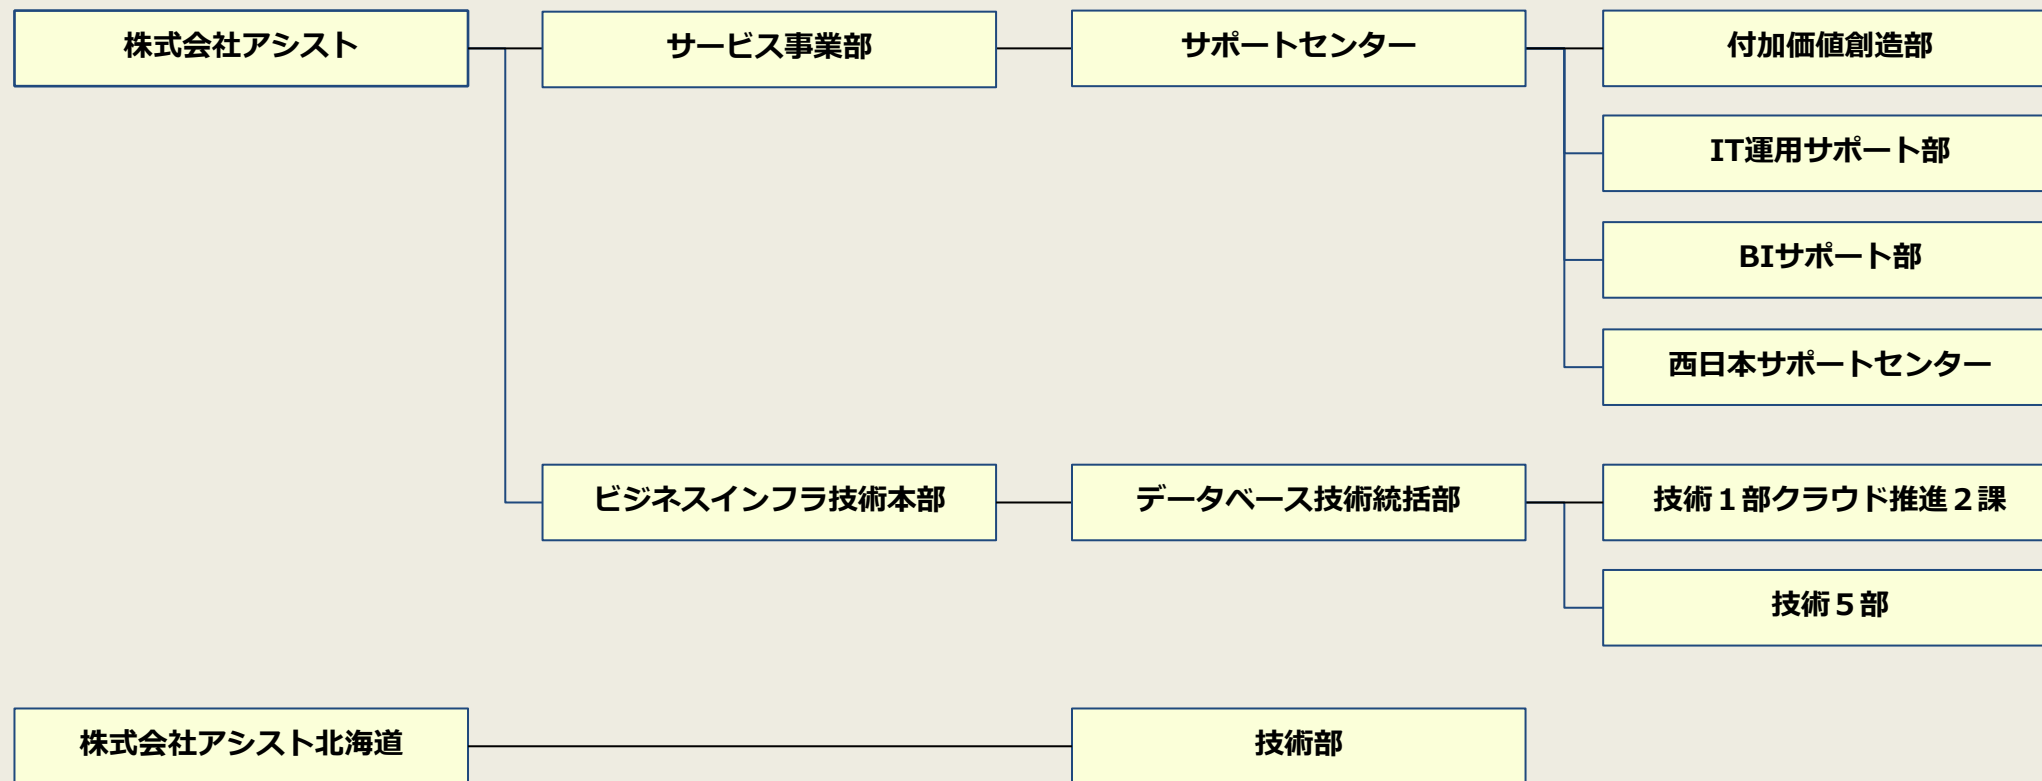 株式会社アシスト
サービス事業部
サポートセンター
付加価値創造部
IT運用サポート部
BIサポート部
西日本サポートセンター
ビジネスインフラ技術本部
データベース技術統括部
技術１部クラウド推進２課
技術５部
株式会社アシスト北海道
技術部